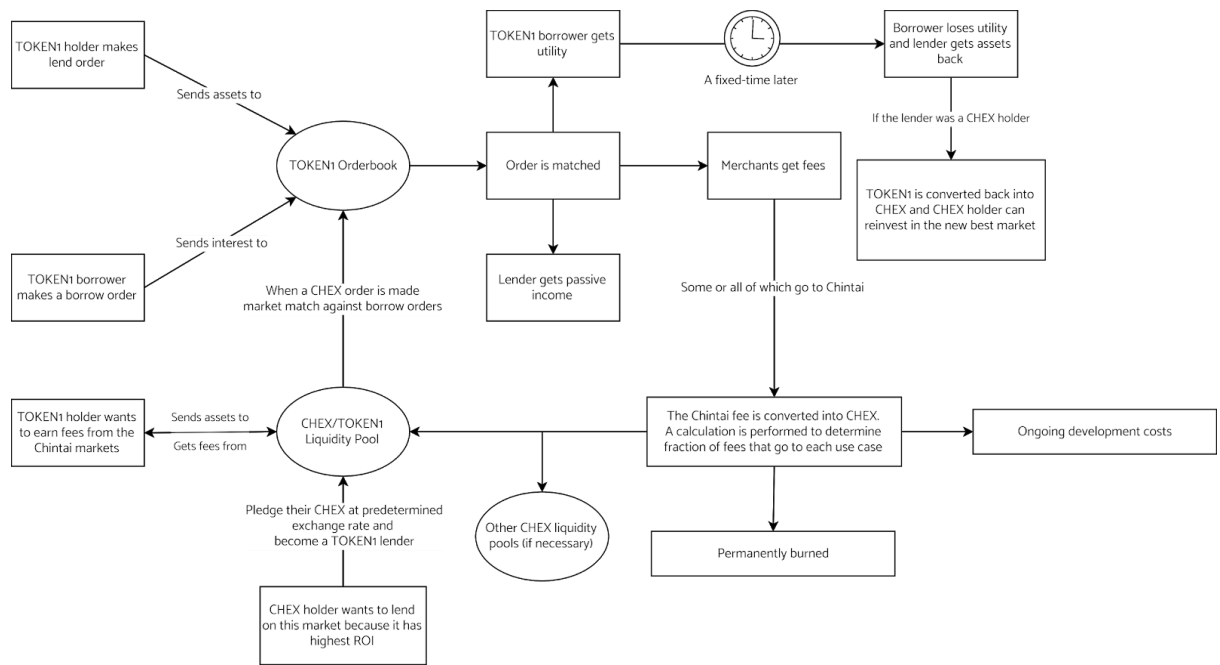 TOKEN1 holder makes
lend order
Sends assets to
TOKEN1 borrower gets
utility
A fixed-time later
Borrower loses utility
and lender gets assets
back
If the lender was a CHEX holder
TOKEN1 Orderbook
Order is matched
Merchants get fees
TOKEN1 is converted back into
CHEX and CHEX holder can
reinvest in the new best market
Sends interest to
TOKEN1 borrower
makes a borrow order
When a CHEX order is made
market match against borrow orders
Lender gets passive
income
Some or all of which go to Chintai
TOKEN1 holder wants
to earn fees from the
Chintai markets
Sends assets to
Gets fees from
CHEX/TOKEN1
Liquidity Pool
The Chintai fee is converted into CHEX.
A calculation is performed to determine
fraction of fees that go to each use case
Ongoing development costs
Pledge their CHEX at predetermined
exchange rate and
become a TOKEN1 lender
Other CHEX liquidity
pools (if necessary)
Permanently burned
CHEX holder wants to lend
on this market because it has
highest ROI